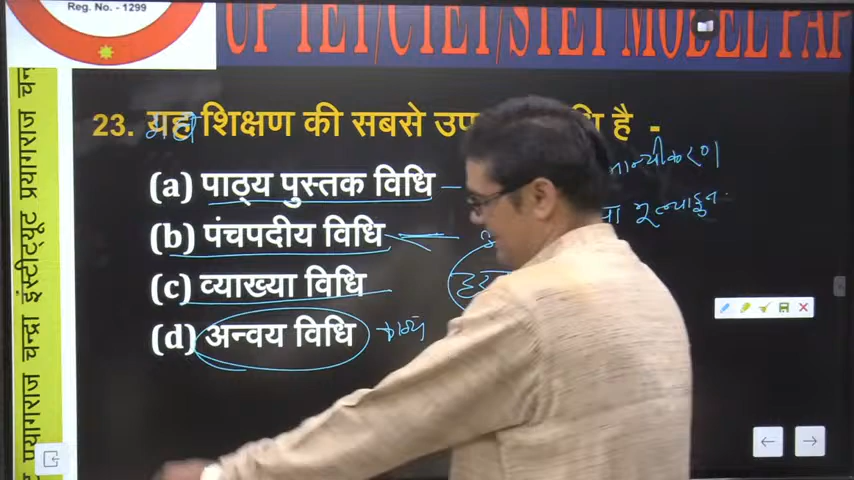 Reg. No. - 1299
UP TET/CTET/STET MODEL PAP
23. यह शिक्षण की सबसे उप है -
(a) पाठ्य पुस्तक विधि
(b) पंचपदीय विधि
(c) व्याख्या विधि
(d) अन्वय विधि
प्रयागराज चन्द्रा इंस्टीट्यूट प्रयागराज